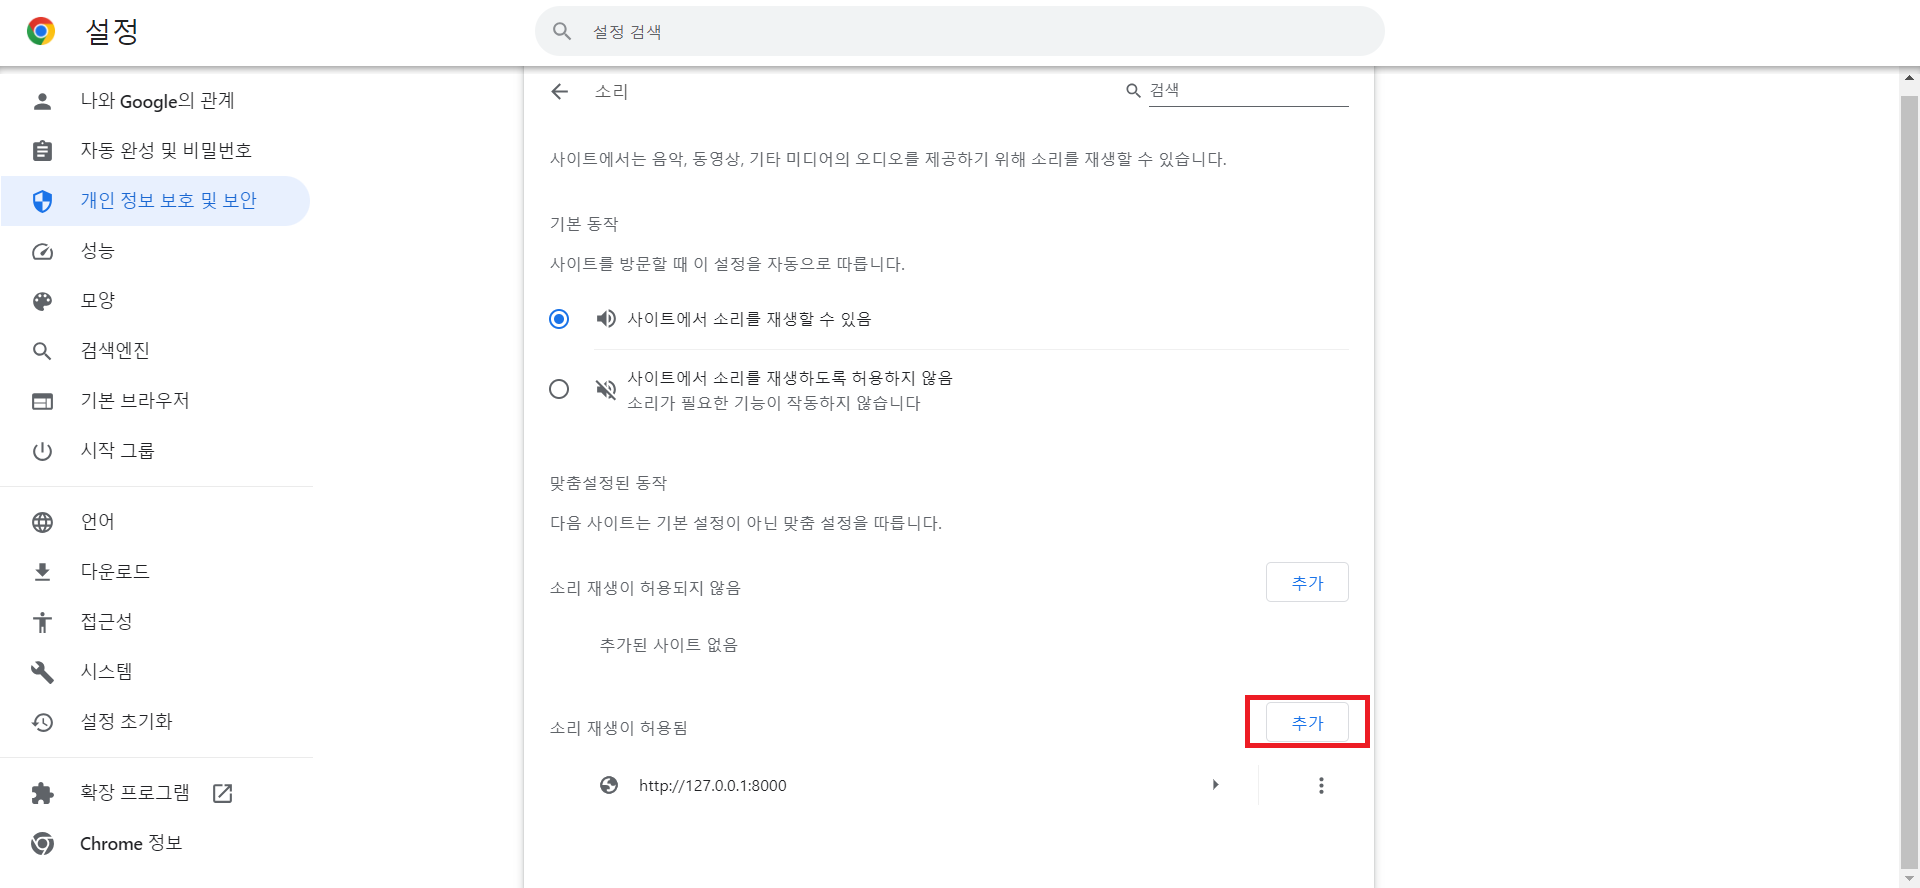 설정
설정 검색
나와 Google의 관계
자동 완성 및 비밀번호
개인 정보 보호 및 보안
성능
모양
검색엔진
기본 브라우저
시작 그룹
언어
다운로드
접근성
시스템
설정 초기화
확장 프로그램
Chrome 정보
소리
검색
사이트에서는 음악, 동영상, 기타 미디어의 오디오를 제공하기 위해 소리를 재생할 수 있습니다.
기본 동작
사이트를 방문할 때 이 설정을 자동으로 따릅니다.
사이트에서 소리를 재생할 수 있음
사이트에서 소리를 재생하도록 허용하지 않음
소리가 필요한 기능이 작동하지 않습니다
맞춤설정된 동작
다음 사이트는 기본 설정이 아닌 맞춤 설정을 따릅니다.
소리 재생이 허용되지 않음
추가
추가된 사이트 없음
소리 재생이 허용됨
추가
http://127.0.0.1:8000